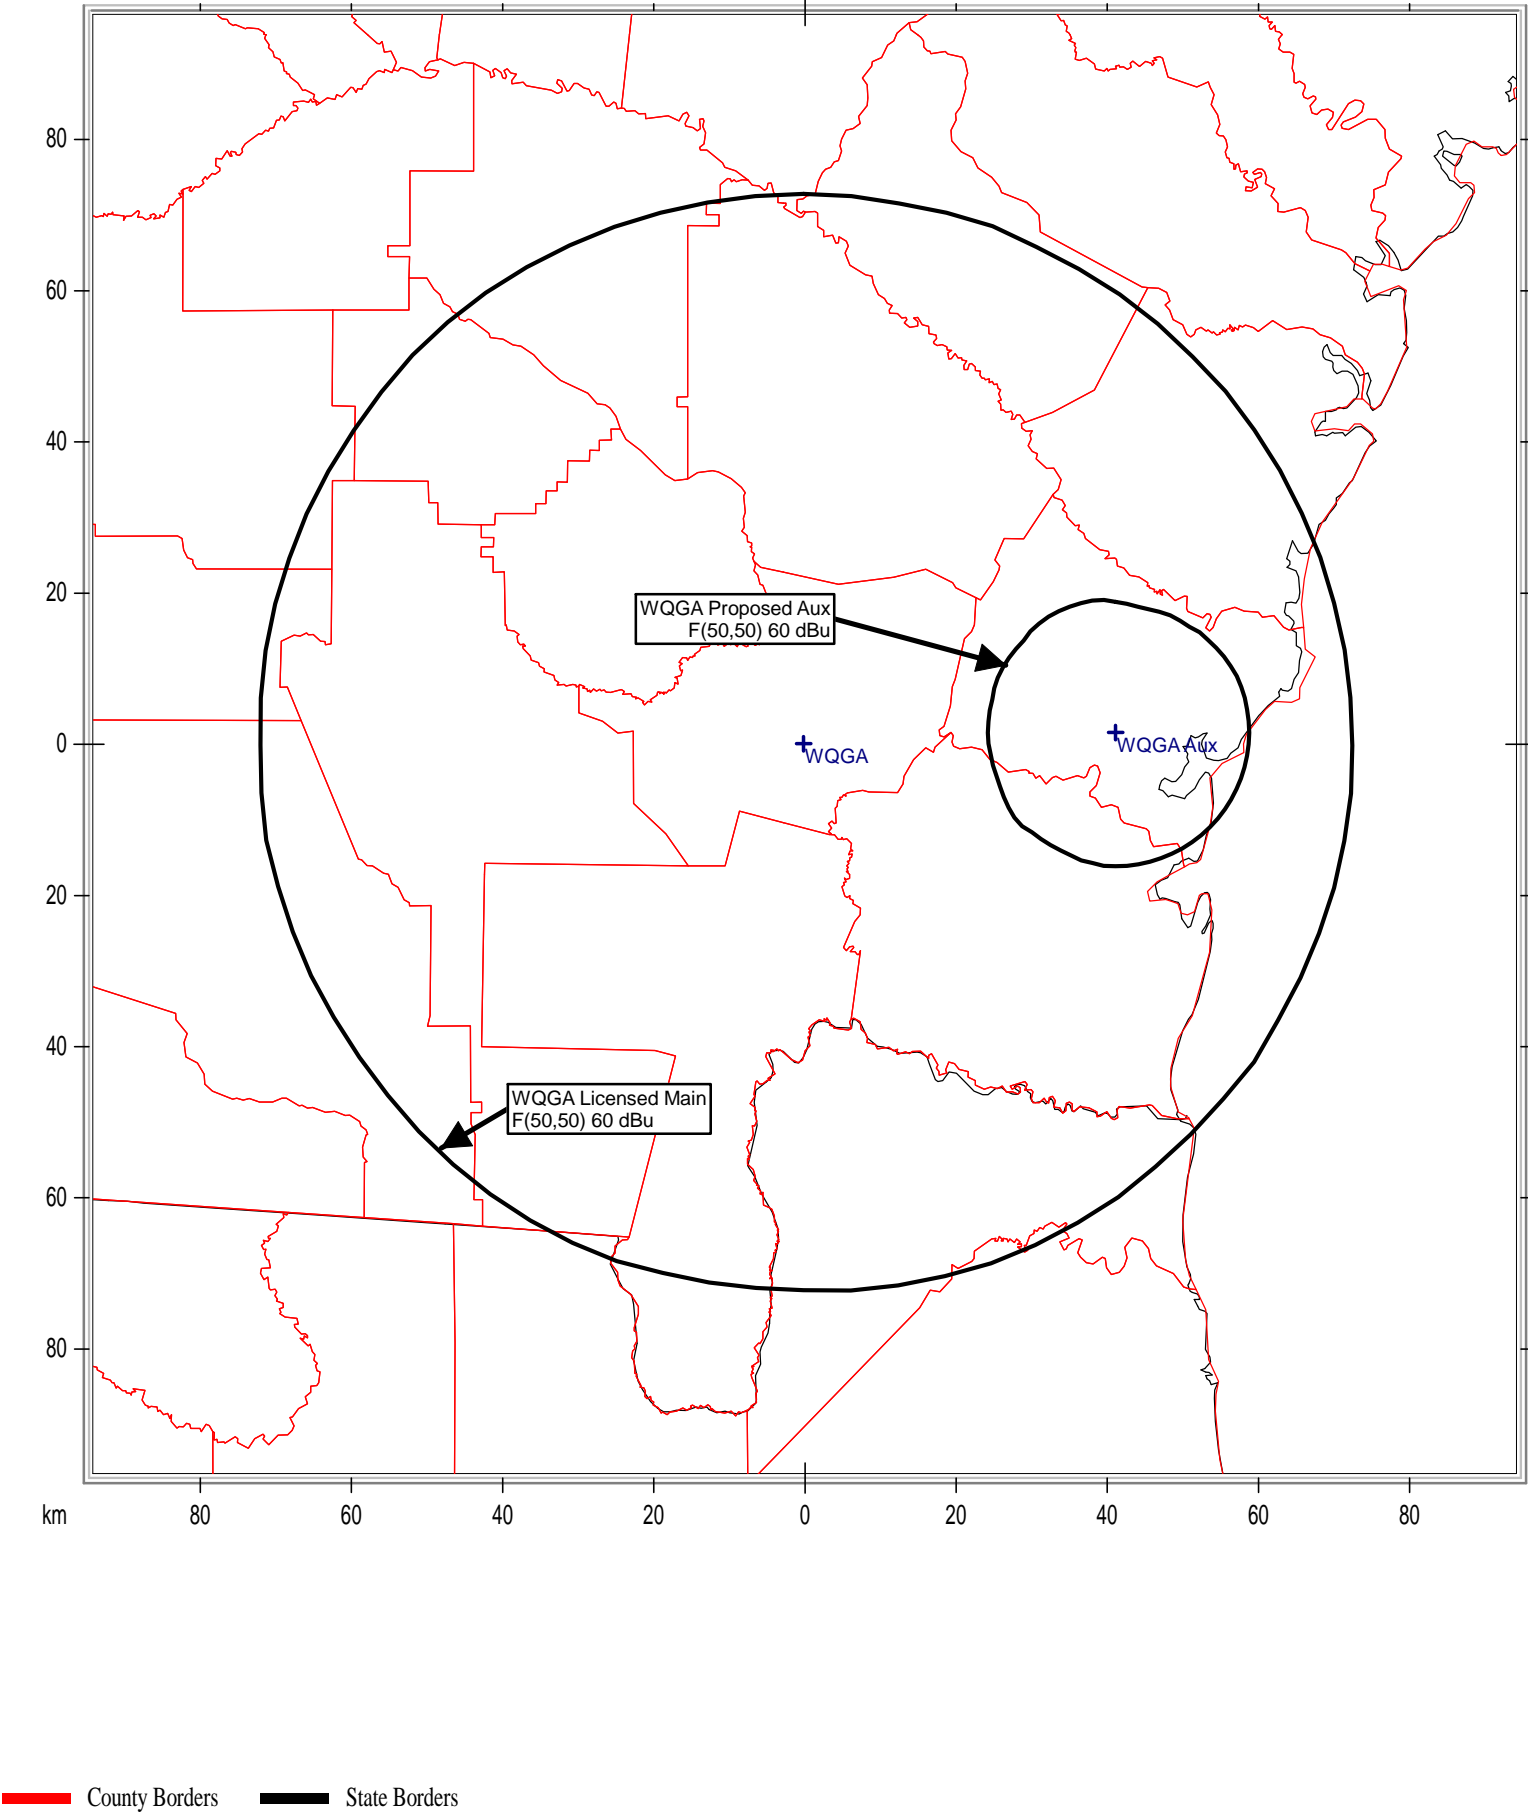 80
60
40
20
0
20
40
60
80
WQGA Proposed Aux
F(50,50) 60 dBu
WQGA
WQGA Aux
WQGA Licensed Main
F(50,50) 60 dBu
km 80 60 40 20 0 20 40 60 80
County Borders State Borders